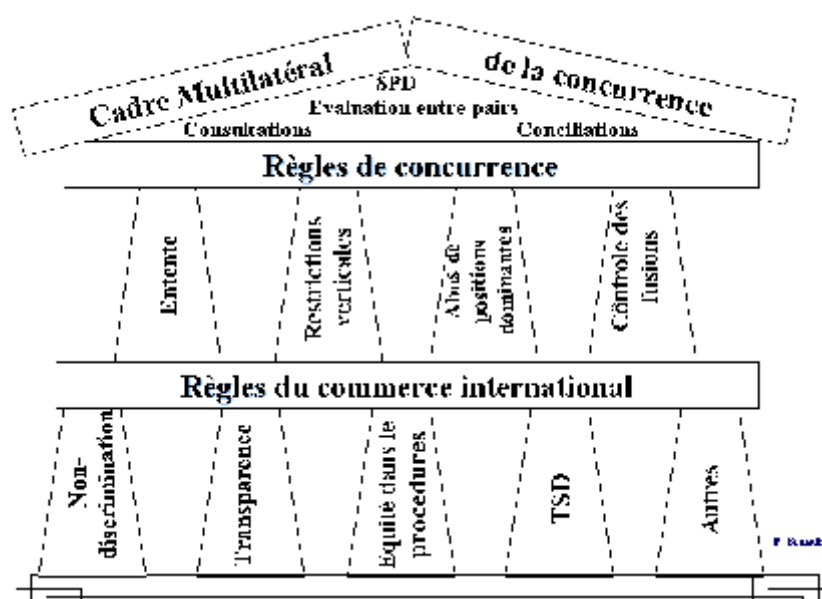 Cadre Multilatéral
de la concurrence
SPD
Evaluation entre pairs
Consultations
Conciliations
Règles de concurrence
Entente
Restrictions
verticales
Abus de
positions
dominantes
Contrôle des
fusions
Règles du commerce international
Non-
discrimination
Transparence
Equité dans le
procedures
TSD
Autres